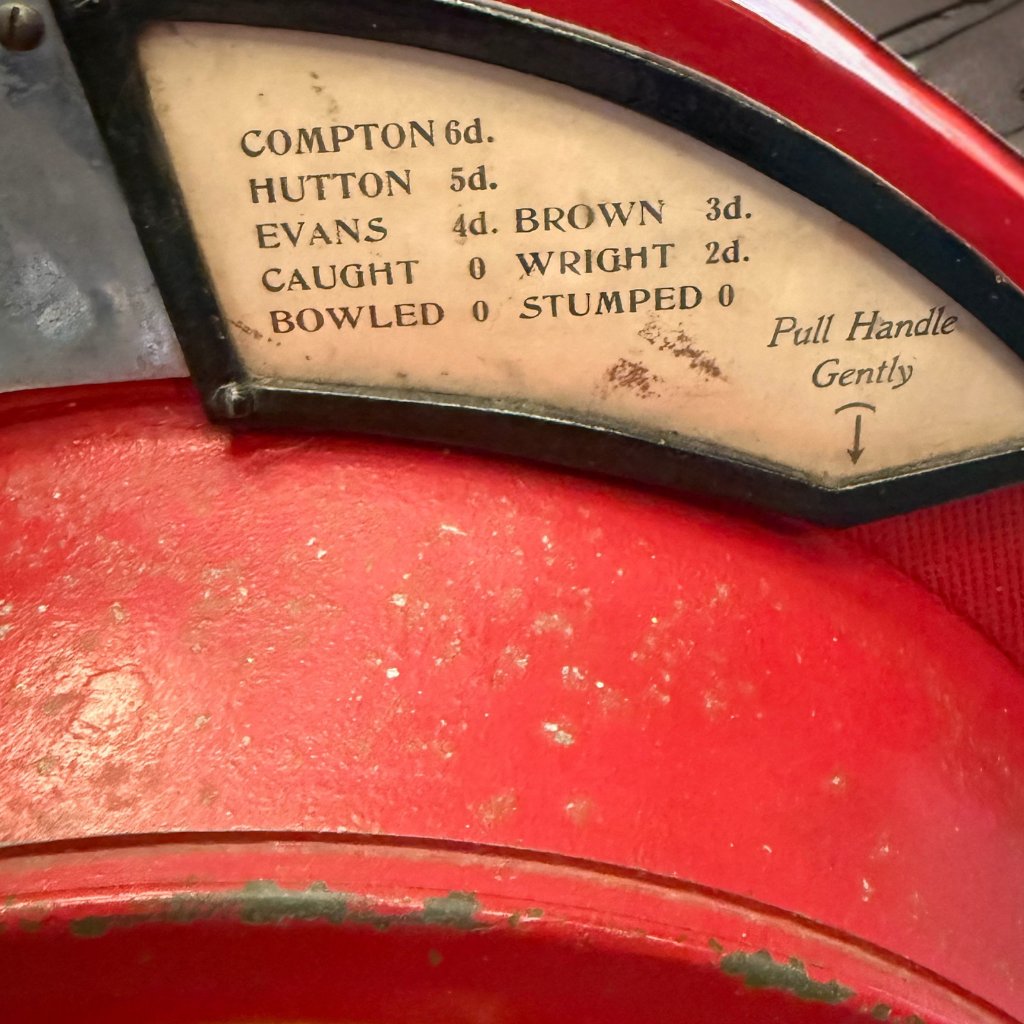 COMPTON 6d.
HUTTON 5d.
EVANS 4d. BROWN 3d.
CAUGHT 0 WRIGHT 2d.
BOWLED 0 STUMPED 0
Pull Handle
Gently